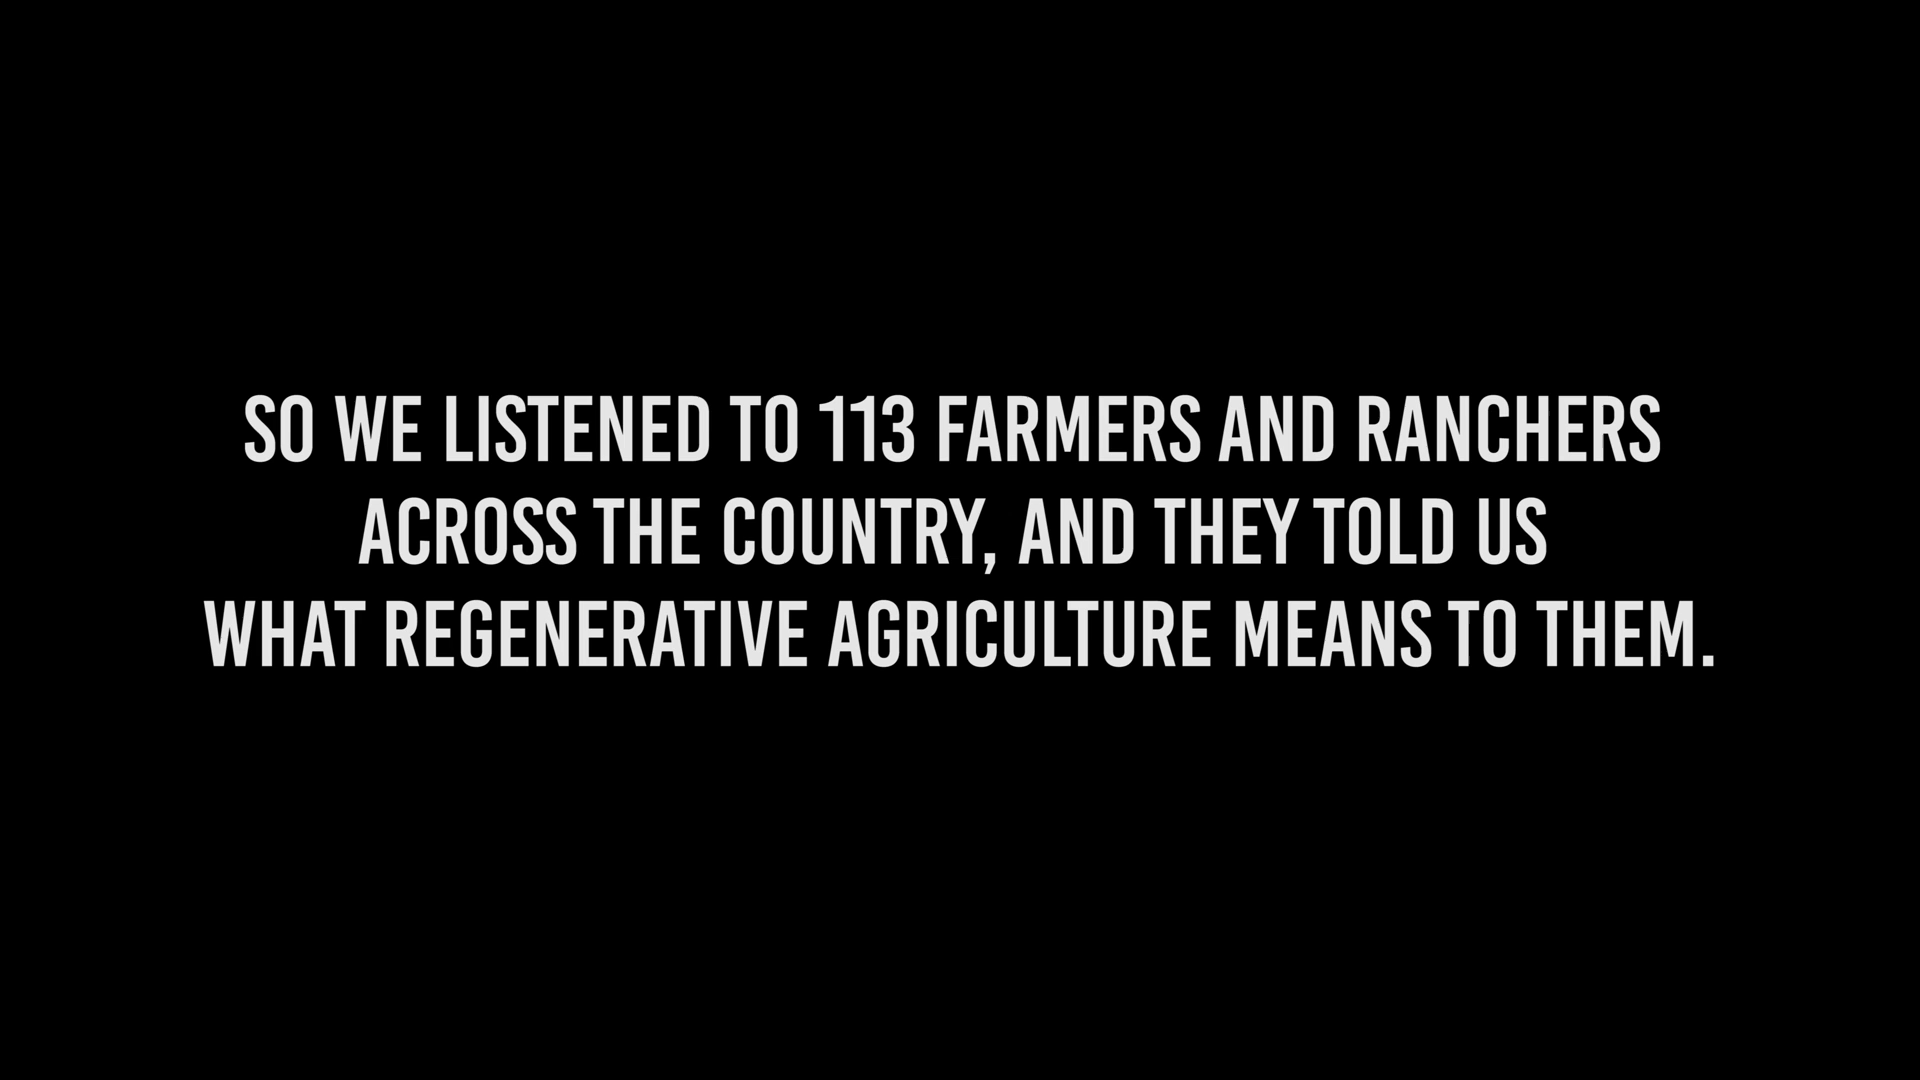 SO WE LISTENED TO 113 FARMERS AND RANCHERS
ACROSS THE COUNTRY, AND THEY TOLD US
WHAT REGENERATIVE AGRICULTURE MEANS TO THEM.